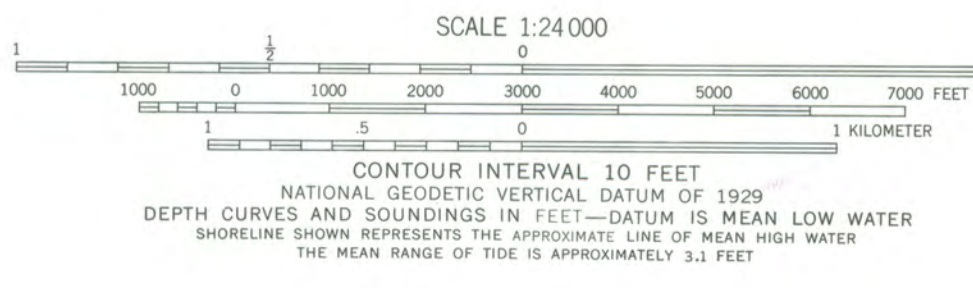 SCALE 1:24 000
1 1/2 0
1000 0 1000 2000 3000 4000 5000 6000 7000 FEET
1 .5 0 1 KILOMETER
CONTOUR INTERVAL 10 FEET
NATIONAL GEODETIC VERTICAL DATUM OF 1929
DEPTH CURVES AND SOUNDINGS IN FEET—DATUM IS MEAN LOW WATER
SHORELINE SHOWN REPRESENTS THE APPROXIMATE LINE OF MEAN HIGH WATER
THE MEAN RANGE OF TIDE IS APPROXIMATELY 3.1 FEET